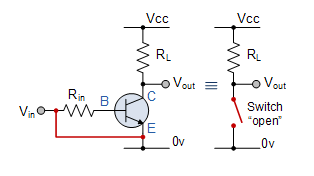 Vcc Vcc
RL RL
Vout ≡ Vout
Rin B C
Vin
E
Switch
"open"
0v 0v